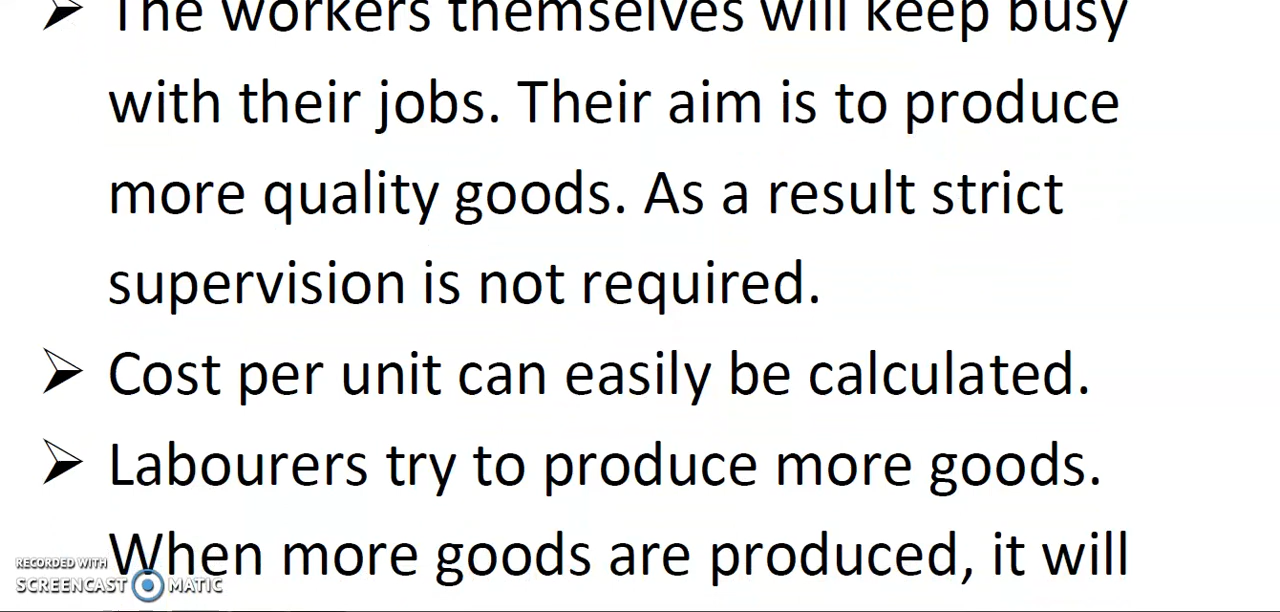 The workers themselves will keep busy
with their jobs. Their aim is to produce
more quality goods. As a result strict
supervision is not required.
Cost per unit can easily be calculated.
Labourers try to produce more goods.
When more goods are produced, it will
RECORDED WITH
SCREENCAST MATIC